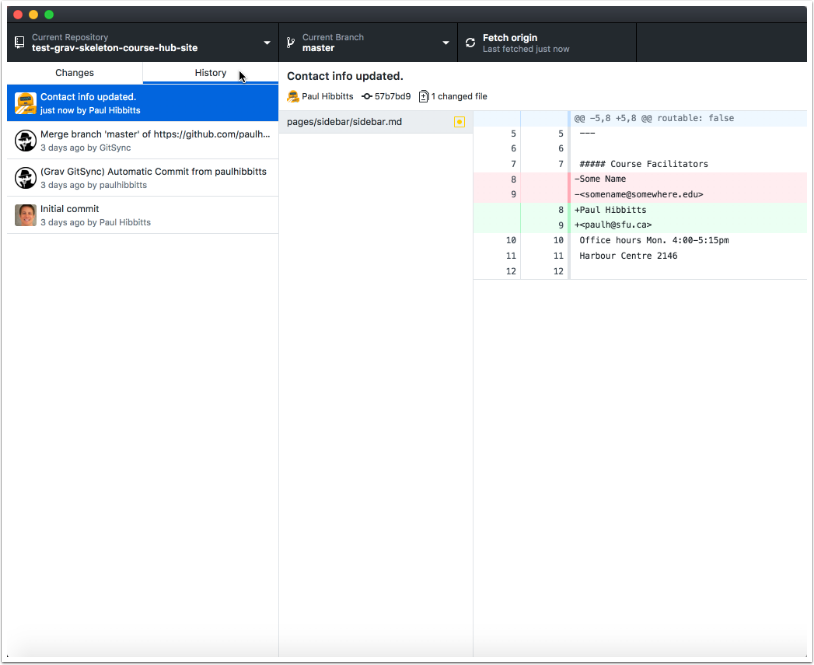 Current Repository
test-grav-skeleton-course-hub-site
Current Branch
master
Fetch origin
Last fetched just now
Changes
History
Contact info updated.
just now by Paul Hibbitts
Merge branch 'master' of https://github.com/paulh...
3 days ago by GitSync
(Grav GitSync) Automatic Commit from paulhibbitts
3 days ago by paulhibbitts
Initial commit
3 days ago by Paul Hibbitts
Contact info updated.
Paul Hibbitts 57b7bd9 1 changed file
pages/sidebar/sidebar.md
@@ -5,8 +5,8 @@ routable: false
5 5 ---
6 6
7 7 ##### Course Facilitators
8 -Some Name
9 -<somename@somewhere.edu>
8 +Paul Hibbitts
9 +<paulh@sfu.ca>
10 10 Office hours Mon. 4:00-5:15pm
11 11 Harbour Centre 2146
12 12